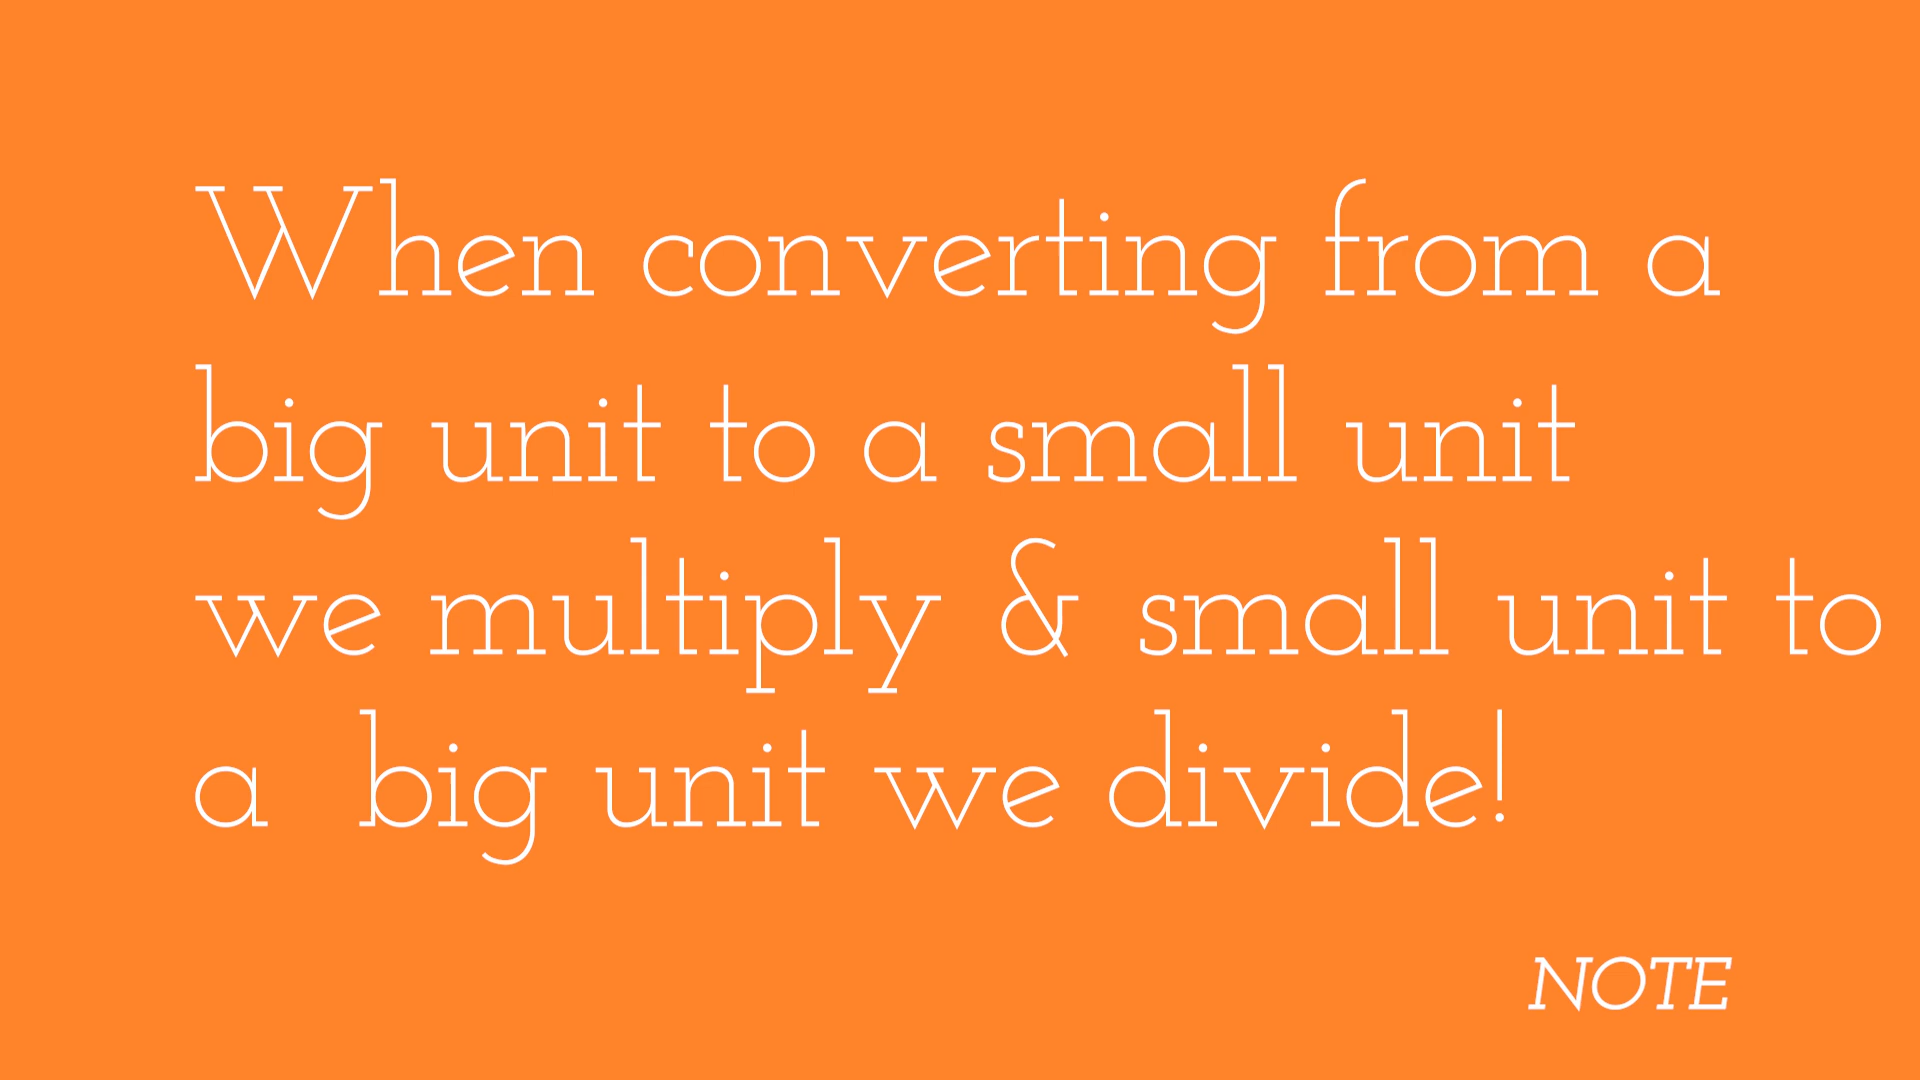 When converting from a
big unit to a small unit
we multiply & small unit to
a  big unit we divide!
NOTE